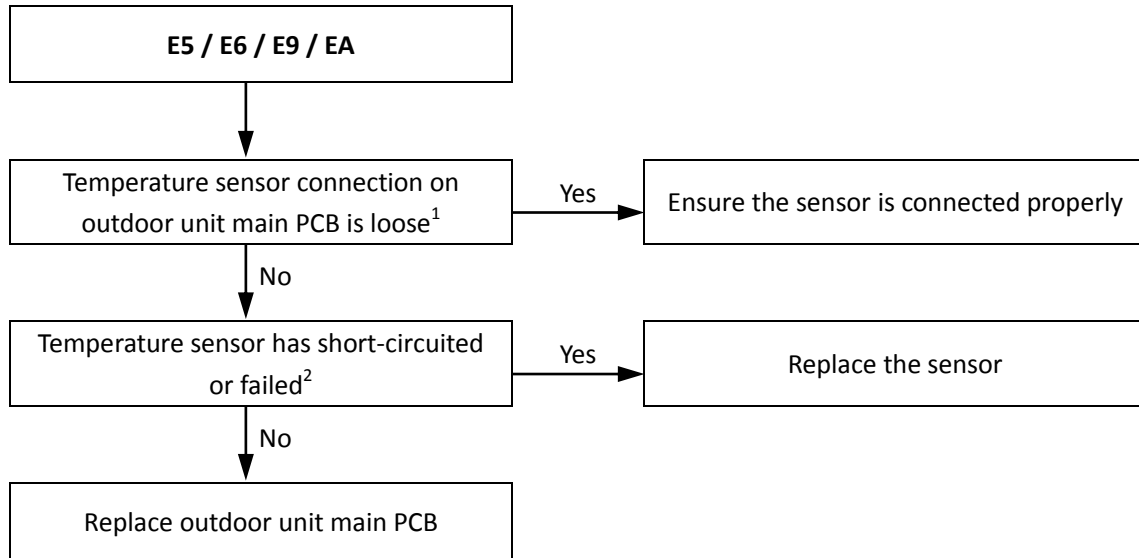 E5 / E6 / E9 / EA
Temperature sensor connection on
outdoor unit main PCB is loose1
Yes
Ensure the sensor is connected properly
No
Temperature sensor has short-circuited
or failed2
Yes
Replace the sensor
No
Replace outdoor unit main PCB